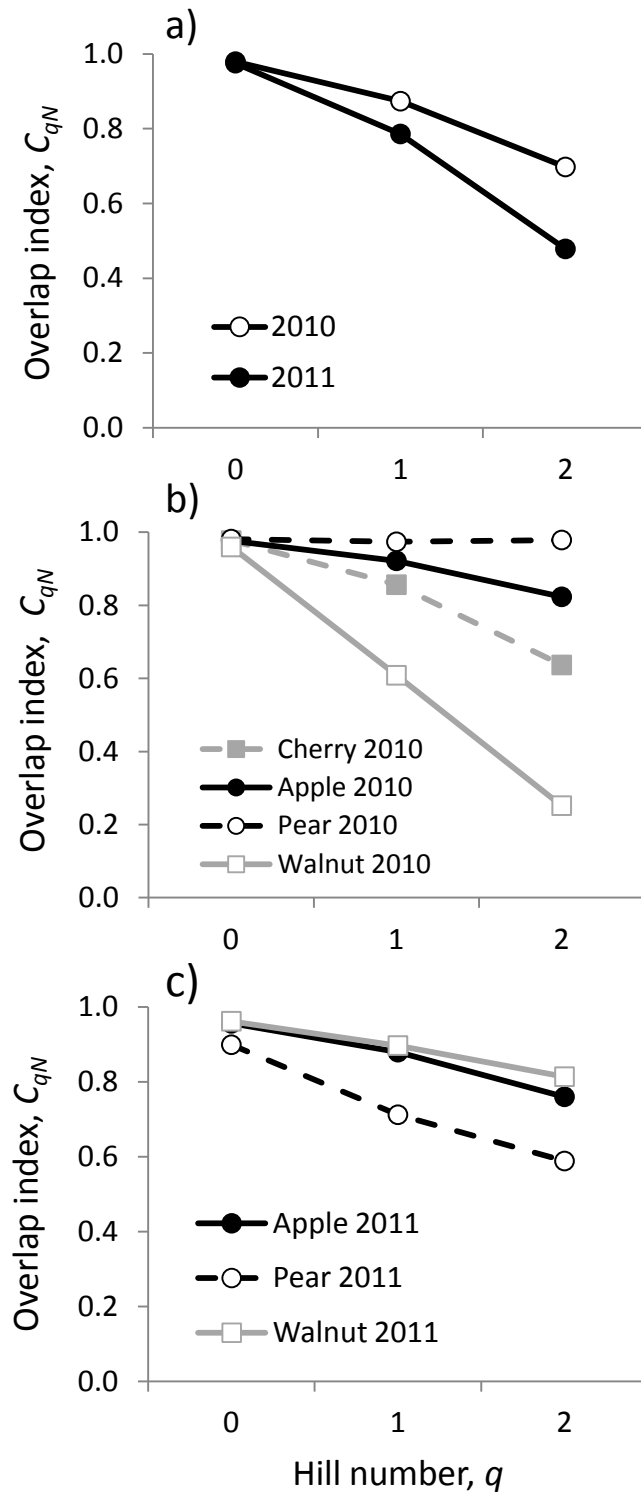 a)
Overlap index, CqN
1.0
0.8
0.6
0.4
0.2
0.0
2010
2011
0 1 2
b)
Overlap index, CqN
1.0
0.8
0.6
0.4
0.2
0.0
Cherry 2010
Apple 2010
Pear 2010
Walnut 2010
0 1 2
c)
Overlap index, CqN
1.0
0.8
0.6
0.4
0.2
0.0
Apple 2011
Pear 2011
Walnut 2011
0 1 2
Hill number, q